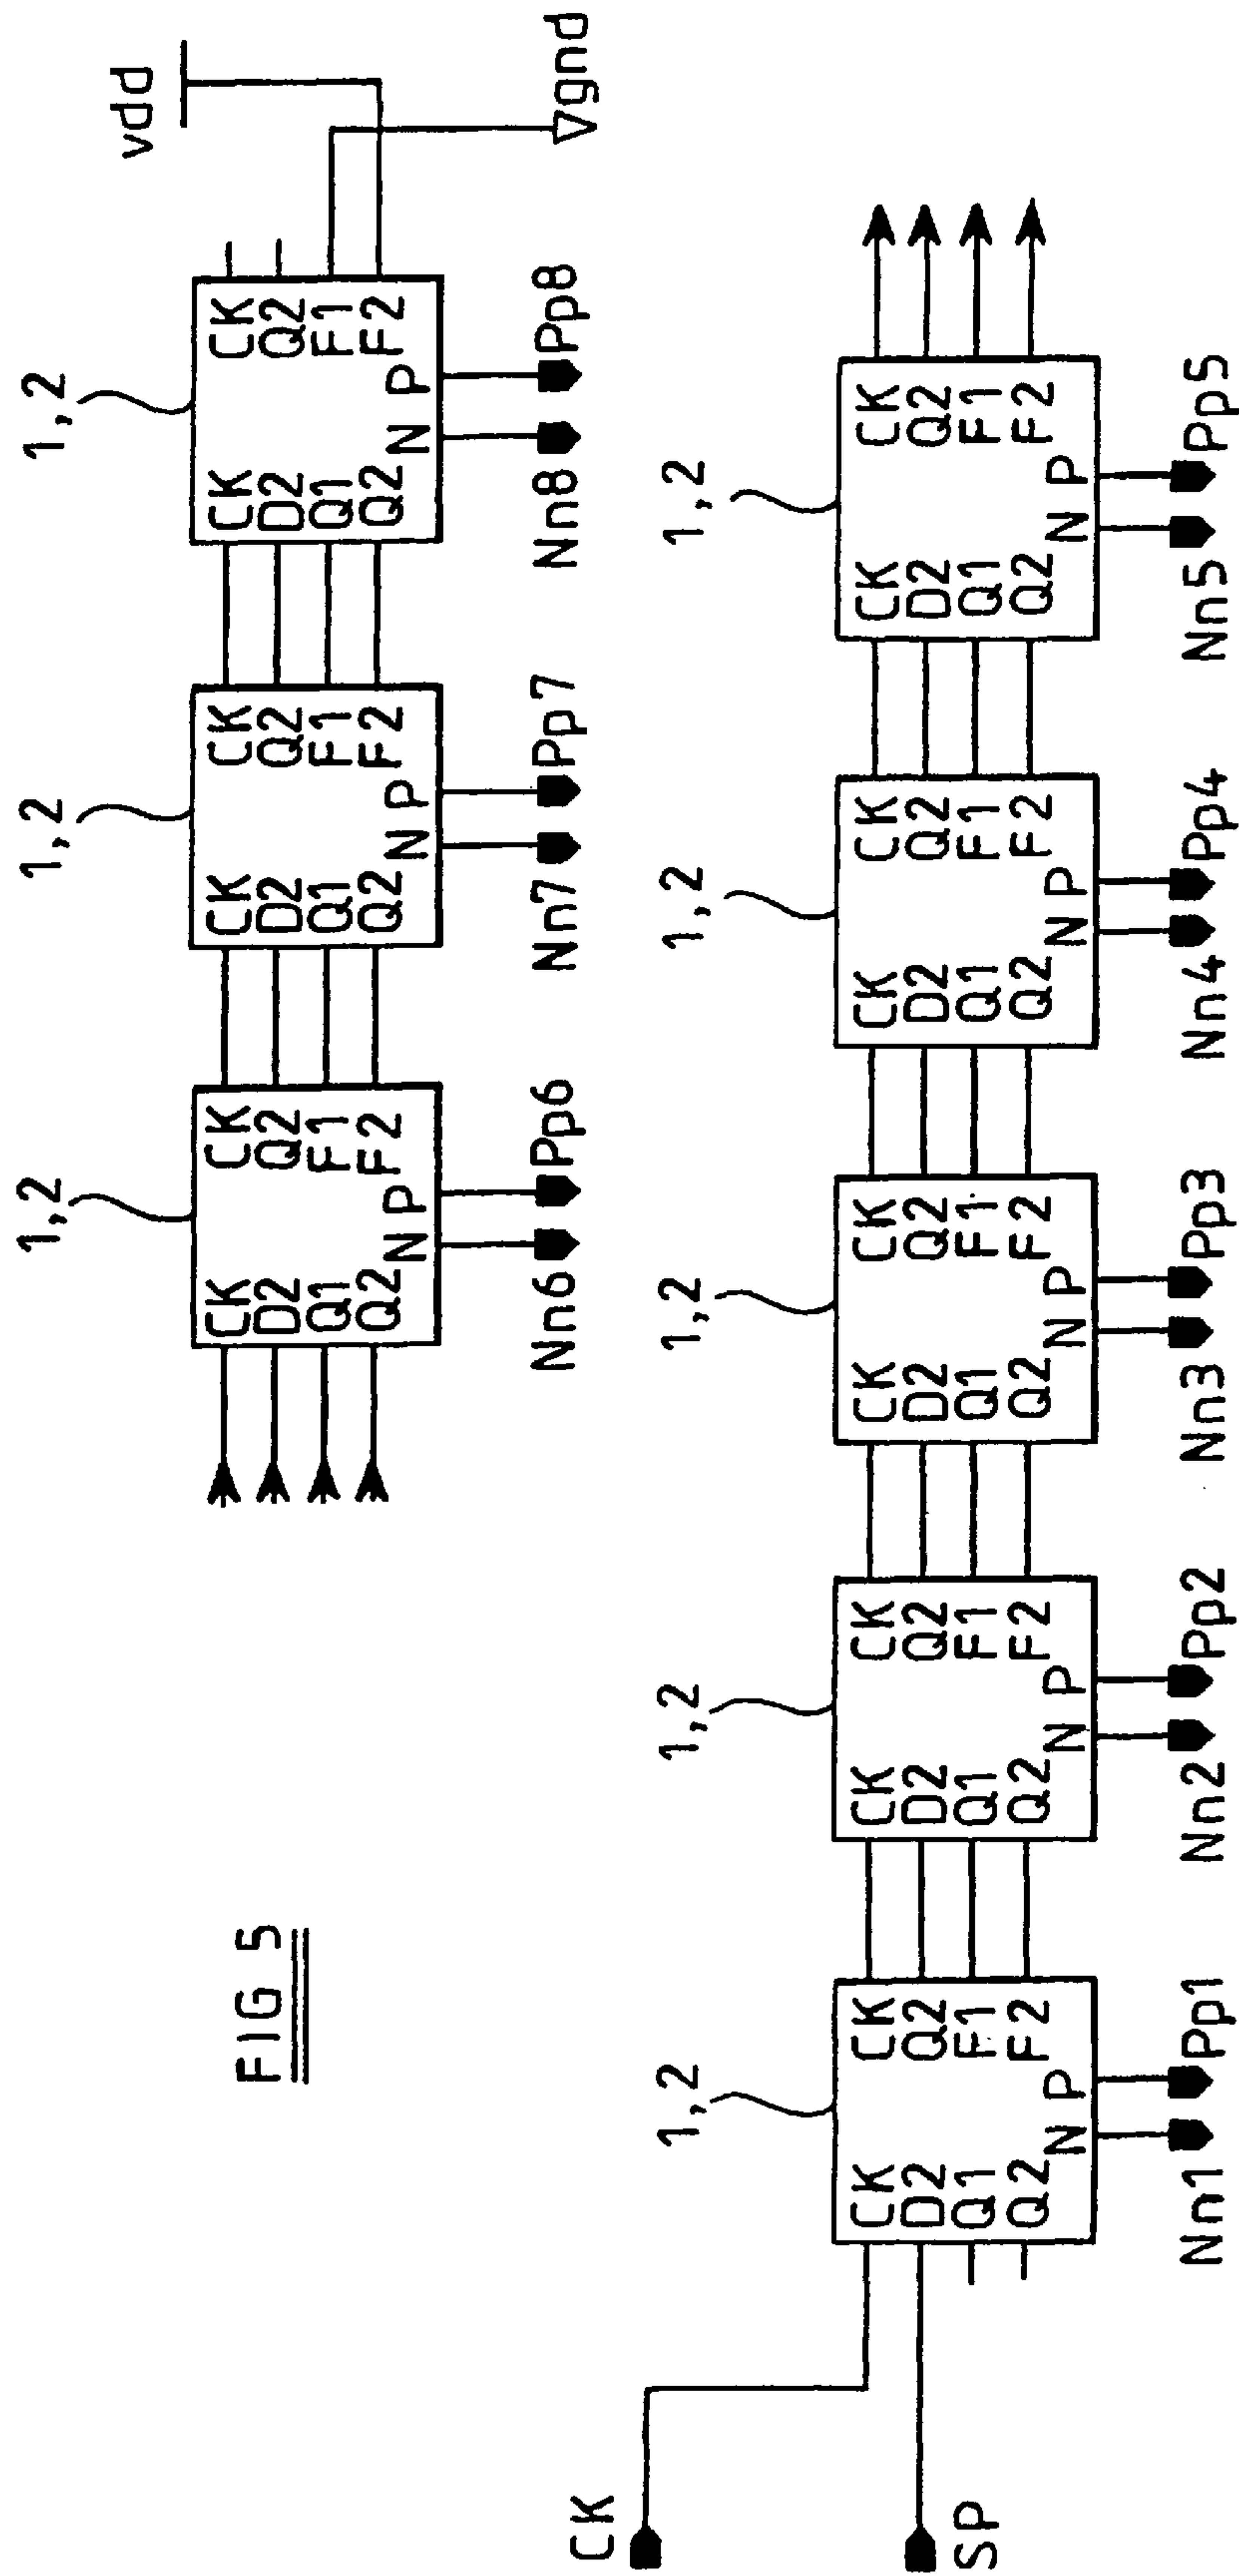 FIG 5
1,2 1,2 1,2
vdd
CK CK CK CK CK CK
D2 Q2 D2 Q2 D2 Q2
Q1 F1 Q1 F1 Q1 F1
Q2 F2 Q2 F2 Q2 F2
N P N P N P
Nn6 Pp6 Nn7 Pp7 Nn8 Pp8 gnd
CK
1,2 1,2 1,2 1,2 1,2
CK CK CK CK CK CK CK CK CK CK
D2 Q2 D2 Q2 D2 Q2 D2 Q2 D2 Q2
Q1 F1 Q1 F1 Q1 F1 Q1 F1 Q1 F1
Q2 F2 Q2 F2 Q2 F2 Q2 F2 Q2 F2
N P N P N P N P N P
SP
Nn1 Pp1 Nn2 Pp2 Nn3 Pp3 Nn4 Pp4 Nn5 Pp5